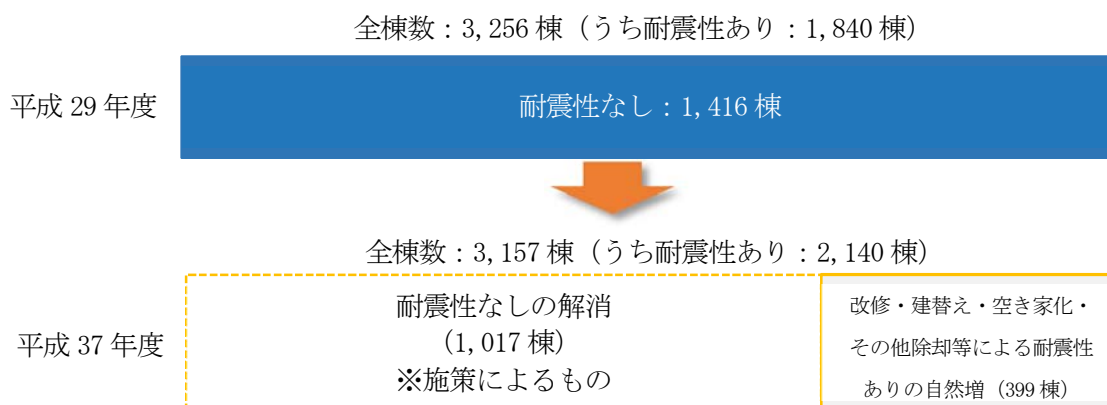 全棟数：3,256 棟（うち耐震性あり：1,840 棟）
平成 29 年度
耐震性なし：1,416 棟
全棟数：3,157 棟（うち耐震性あり：2,140 棟）
平成 37 年度
耐震性なしの解消
（1,017 棟）
※施策によるもの
改修・建替え・空き家化・
その他除却等による耐震性
ありの自然増（399 棟）